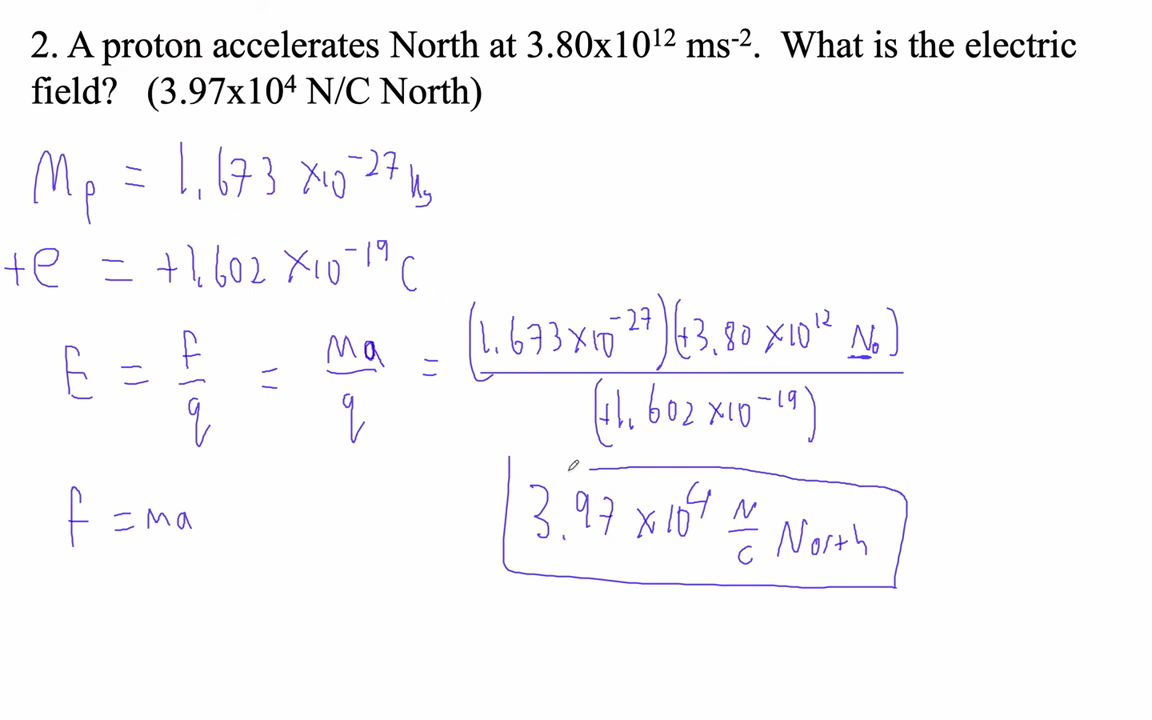 2. A proton accelerates North at 3.80x10¹² ms⁻². What is the electric
field? (3.97x10⁴ N/C North)
Mp = 1.673 x10⁻²⁷ kg
+e = +1.602 x10⁻¹⁹ C
E = F/q = ma/q = (1.673x10⁻²⁷)(+3.80 x10¹² No)/(+1.602 x10⁻¹⁹)
F = ma
3.97 x10⁴ N/C North